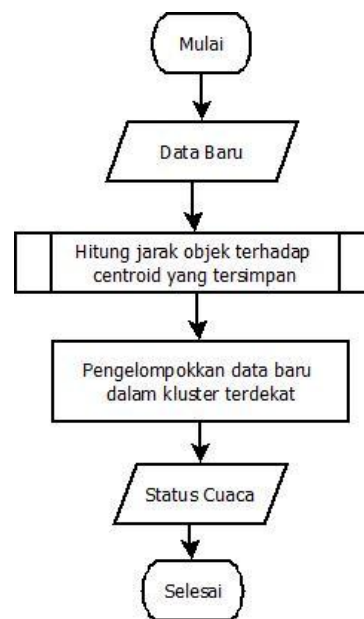 Mulai
Data Baru
Hitung jarak objek terhadap
centroid yang tersimpan
Pengelompokkan data baru
dalam kluster terdekat
Status Cuaca
Selesai